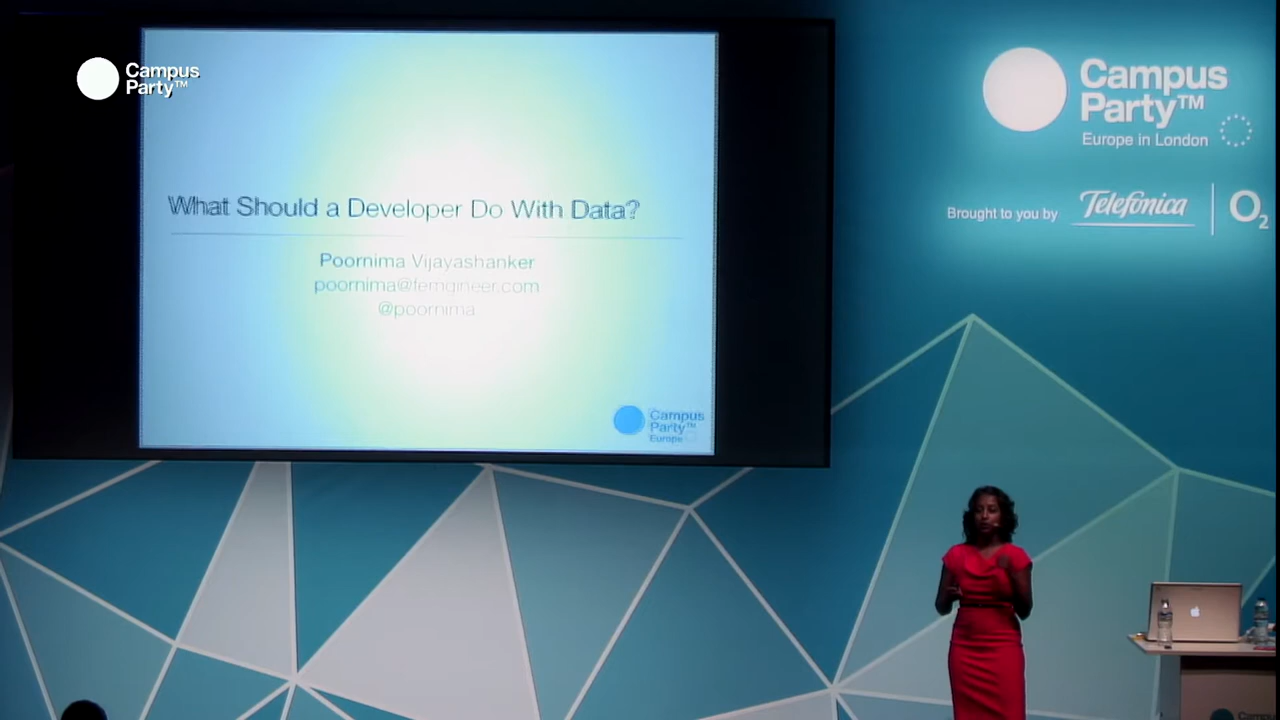 Campus
Party™
What Should a Developer Do With Data?
Poornima Vijayashanker
poornima@femgineer.com
@poornima
Campus
Party™
Europe
Campus
Party™
Europe in London
Brought to you by
Telefónica
O2